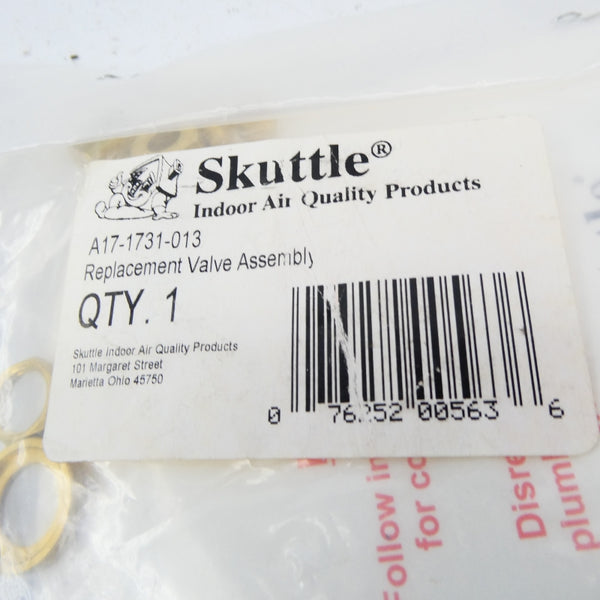 Skuttle®
Indoor Air Quality Products
A17-1731-013
Replacement Valve Assembly
QTY. 1
Skuttle Indoor Air Quality Products
101 Margaret Street
Marietta Ohio 45750
0 76252 00563 6
Follow in
for co
Disre
plum